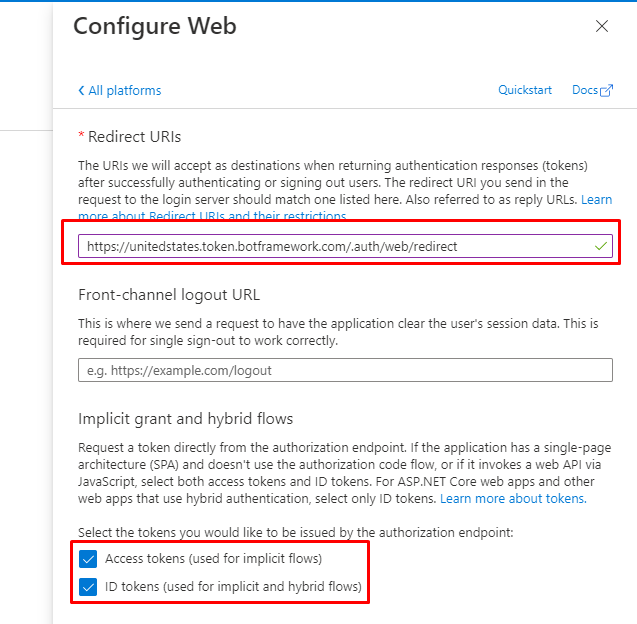 Configure Web
All platforms
Quickstart
Docs
* Redirect URIs
The URIs we will accept as destinations when returning authentication responses (tokens)
after successfully authenticating or signing out users. The redirect URI you send in the
request to the login server should match one listed here. Also referred to as reply URLs. Learn
more about Redirect URIs and their restrictions
https://unitedstates.token.botframework.com/.auth/web/redirect
Front-channel logout URL
This is where we send a request to have the application clear the user's session data. This is
required for single sign-out to work correctly.
e.g. https://example.com/logout
Implicit grant and hybrid flows
Request a token directly from the authorization endpoint. If the application has a single-page
architecture (SPA) and doesn't use the authorization code flow, or if it invokes a web API via
JavaScript, select both access tokens and ID tokens. For ASP.NET Core web apps and other
web apps that use hybrid authentication, select only ID tokens. Learn more about tokens.
Select the tokens you would like to be issued by the authorization endpoint:
Access tokens (used for implicit flows)
ID tokens (used for implicit and hybrid flows)